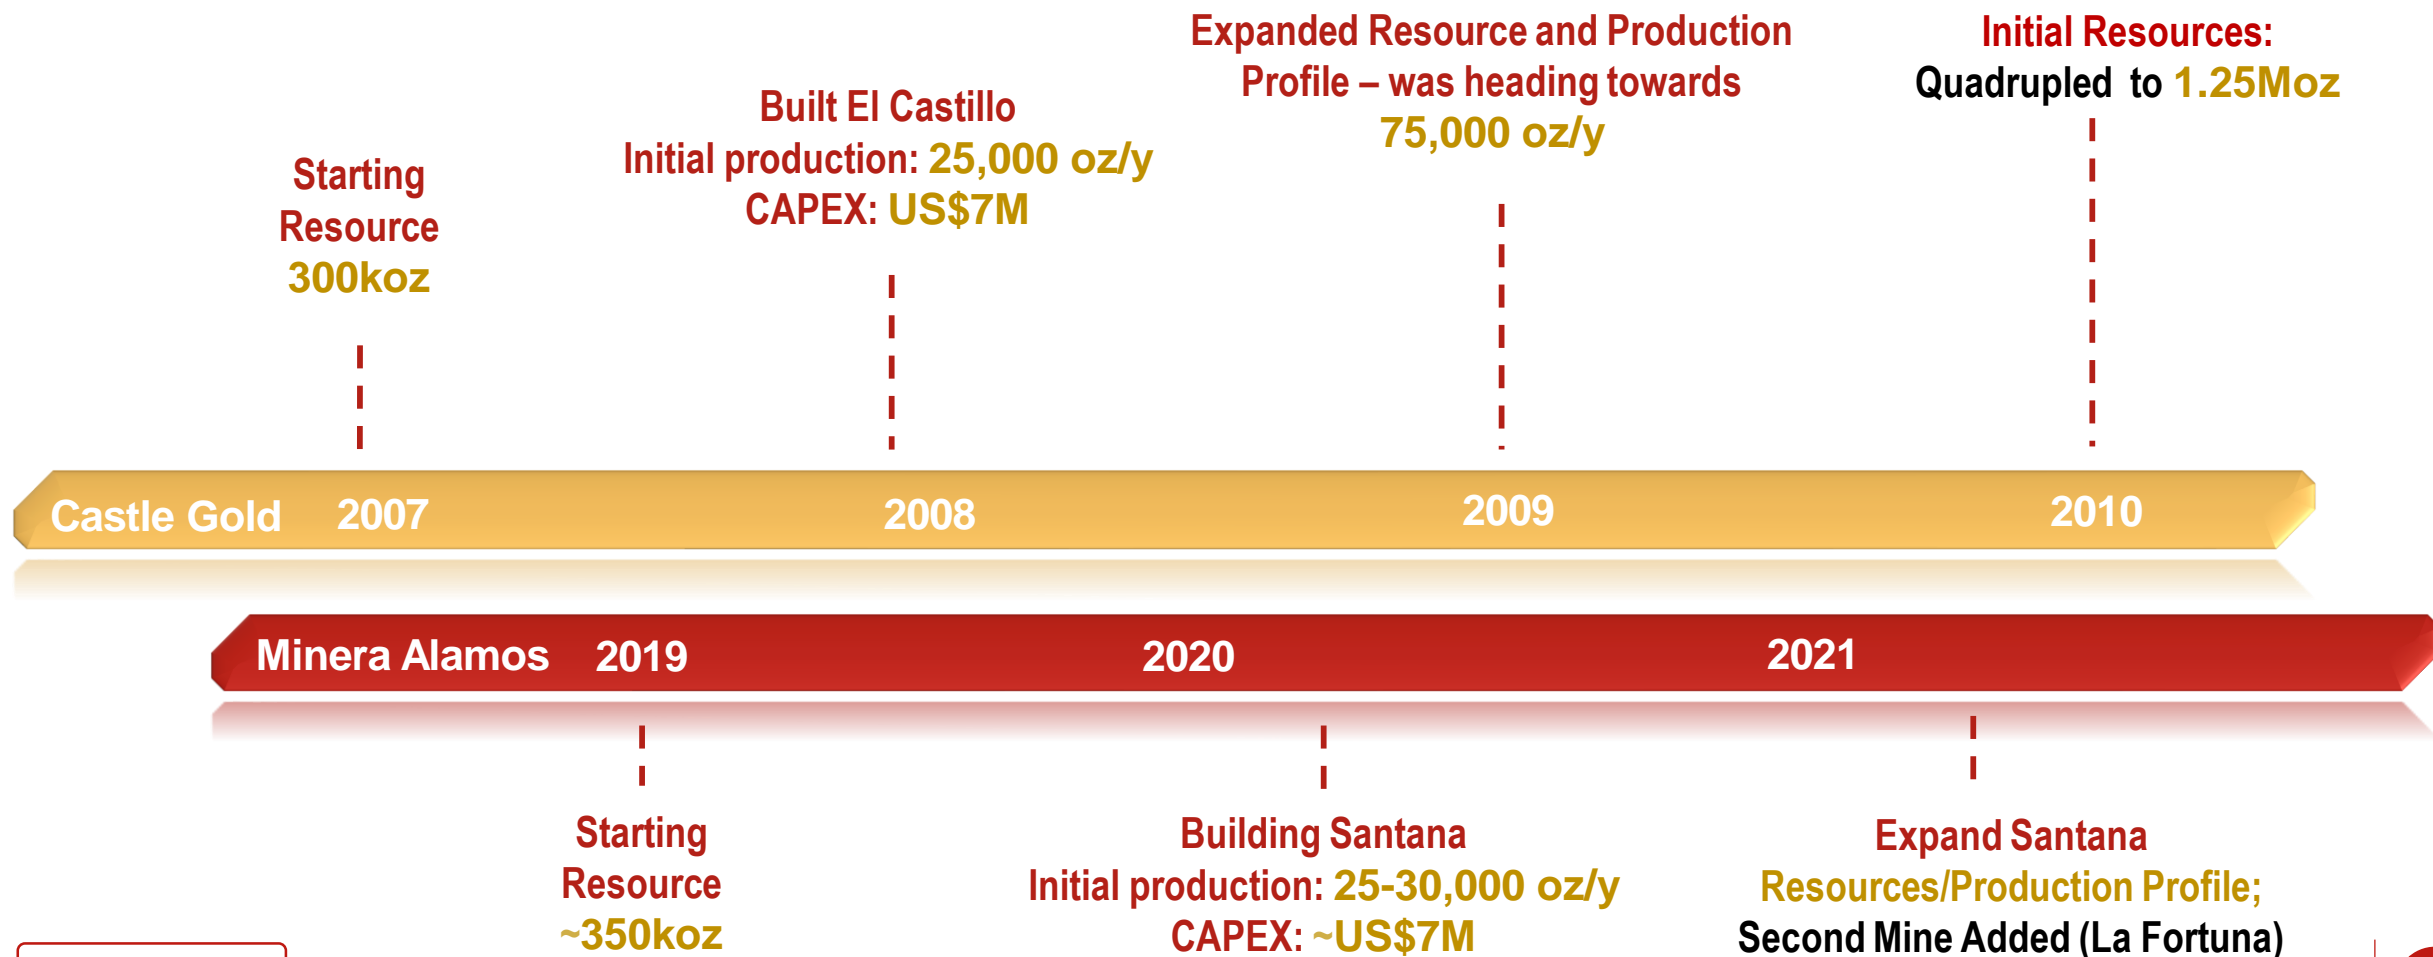 Starting
Resource
300koz
Built El Castillo
Initial production: 25,000 oz/y
CAPEX: US$7M
Expanded Resource and Production
Profile – was heading towards
75,000 oz/y
Initial Resources:
Quadrupled to 1.25Moz
Castle Gold 2007 2008 2009 2010
Minera Alamos 2019 2020 2021
Starting
Resource
~350koz
Building Santana
Initial production: 25-30,000 oz/y
CAPEX: ~US$7M
Expand Santana
Resources/Production Profile;
Second Mine Added (La Fortuna)